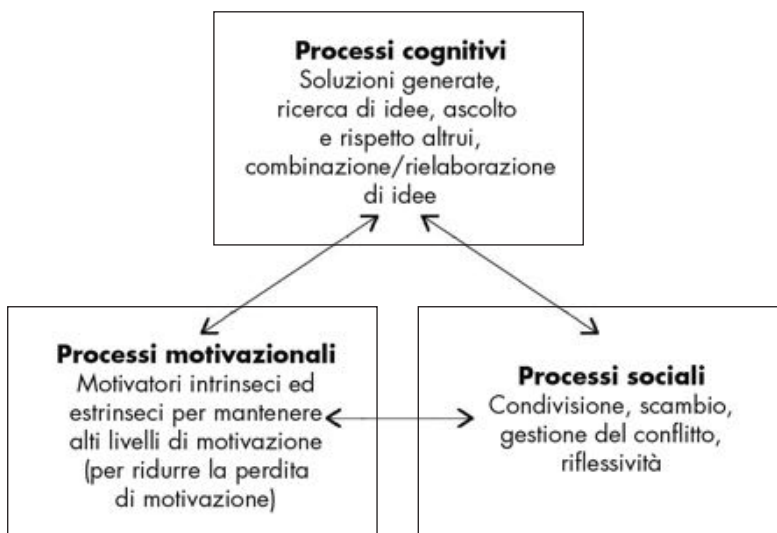 Processi cognitivi
Soluzioni generate,
ricerca di idee, ascolto
e rispetto altrui,
combinazione/rielaborazione
di idee
Processi motivazionali
Motivatori intrinseci ed
estrinseci per mantenere
alti livelli di motivazione
(per ridurre la perdita
di motivazione)
Processi sociali
Condivisione, scambio,
gestione del conflitto,
riflessività